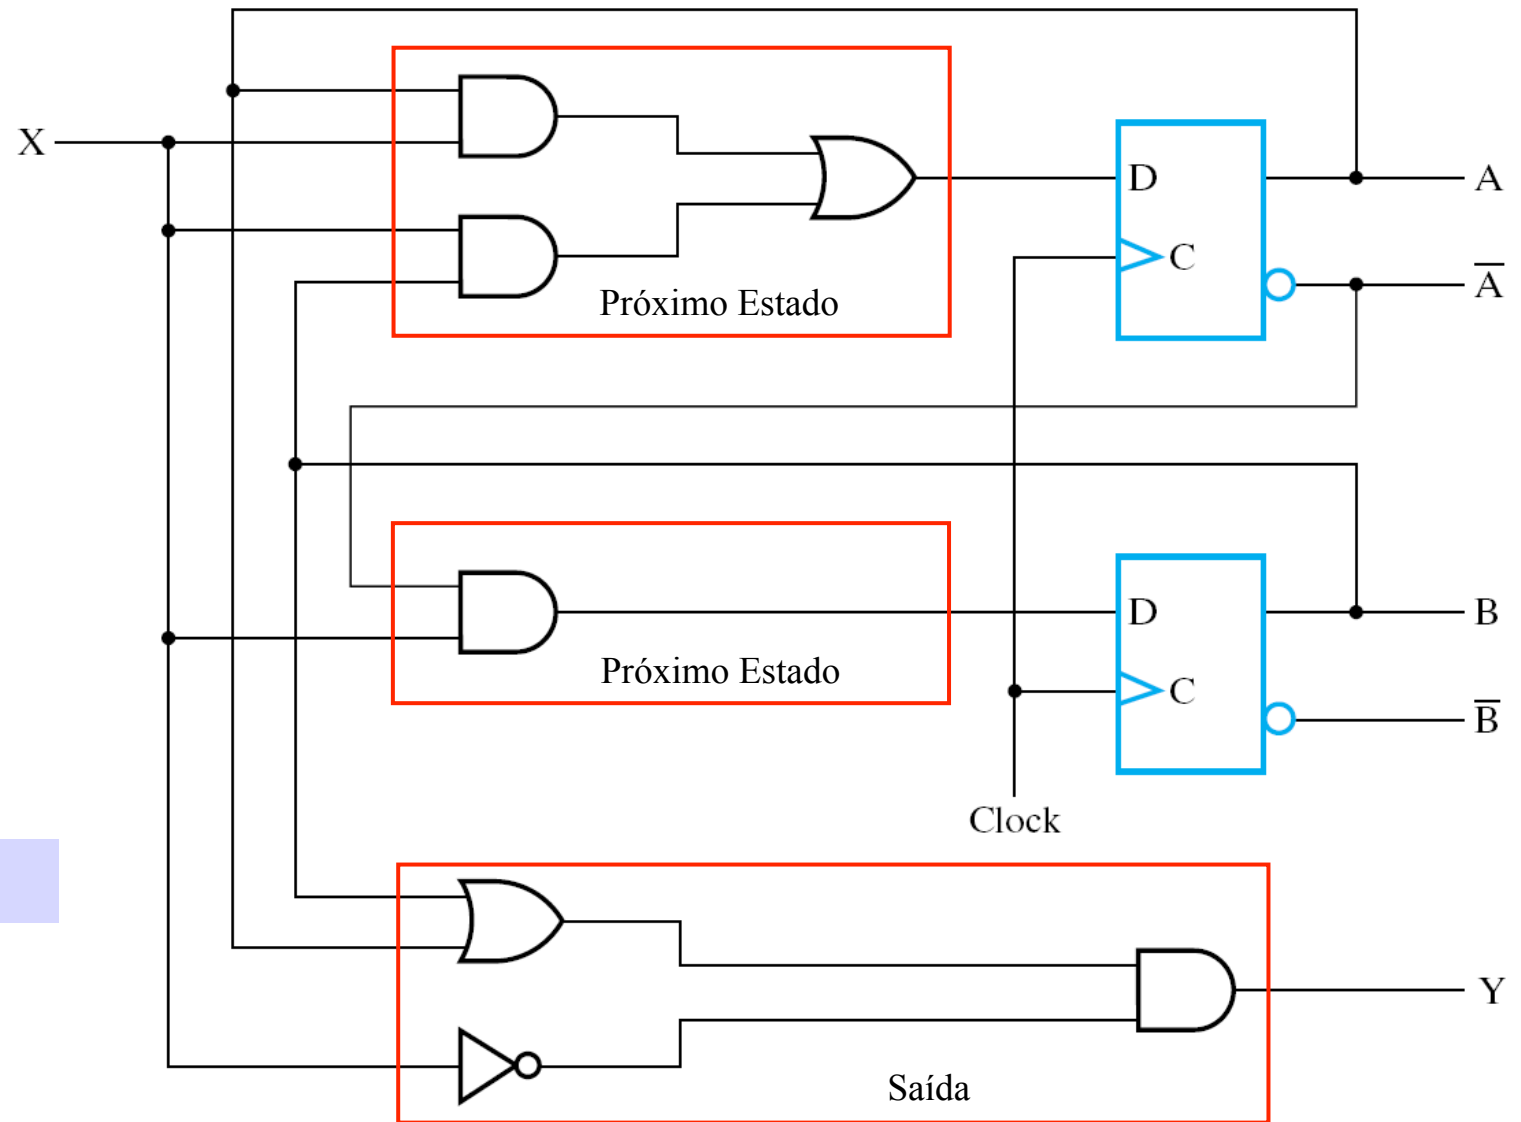 X
D
A
C
A̅
Próximo Estado
D
B
Próximo Estado
C
B̅
Clock
Y
Saída